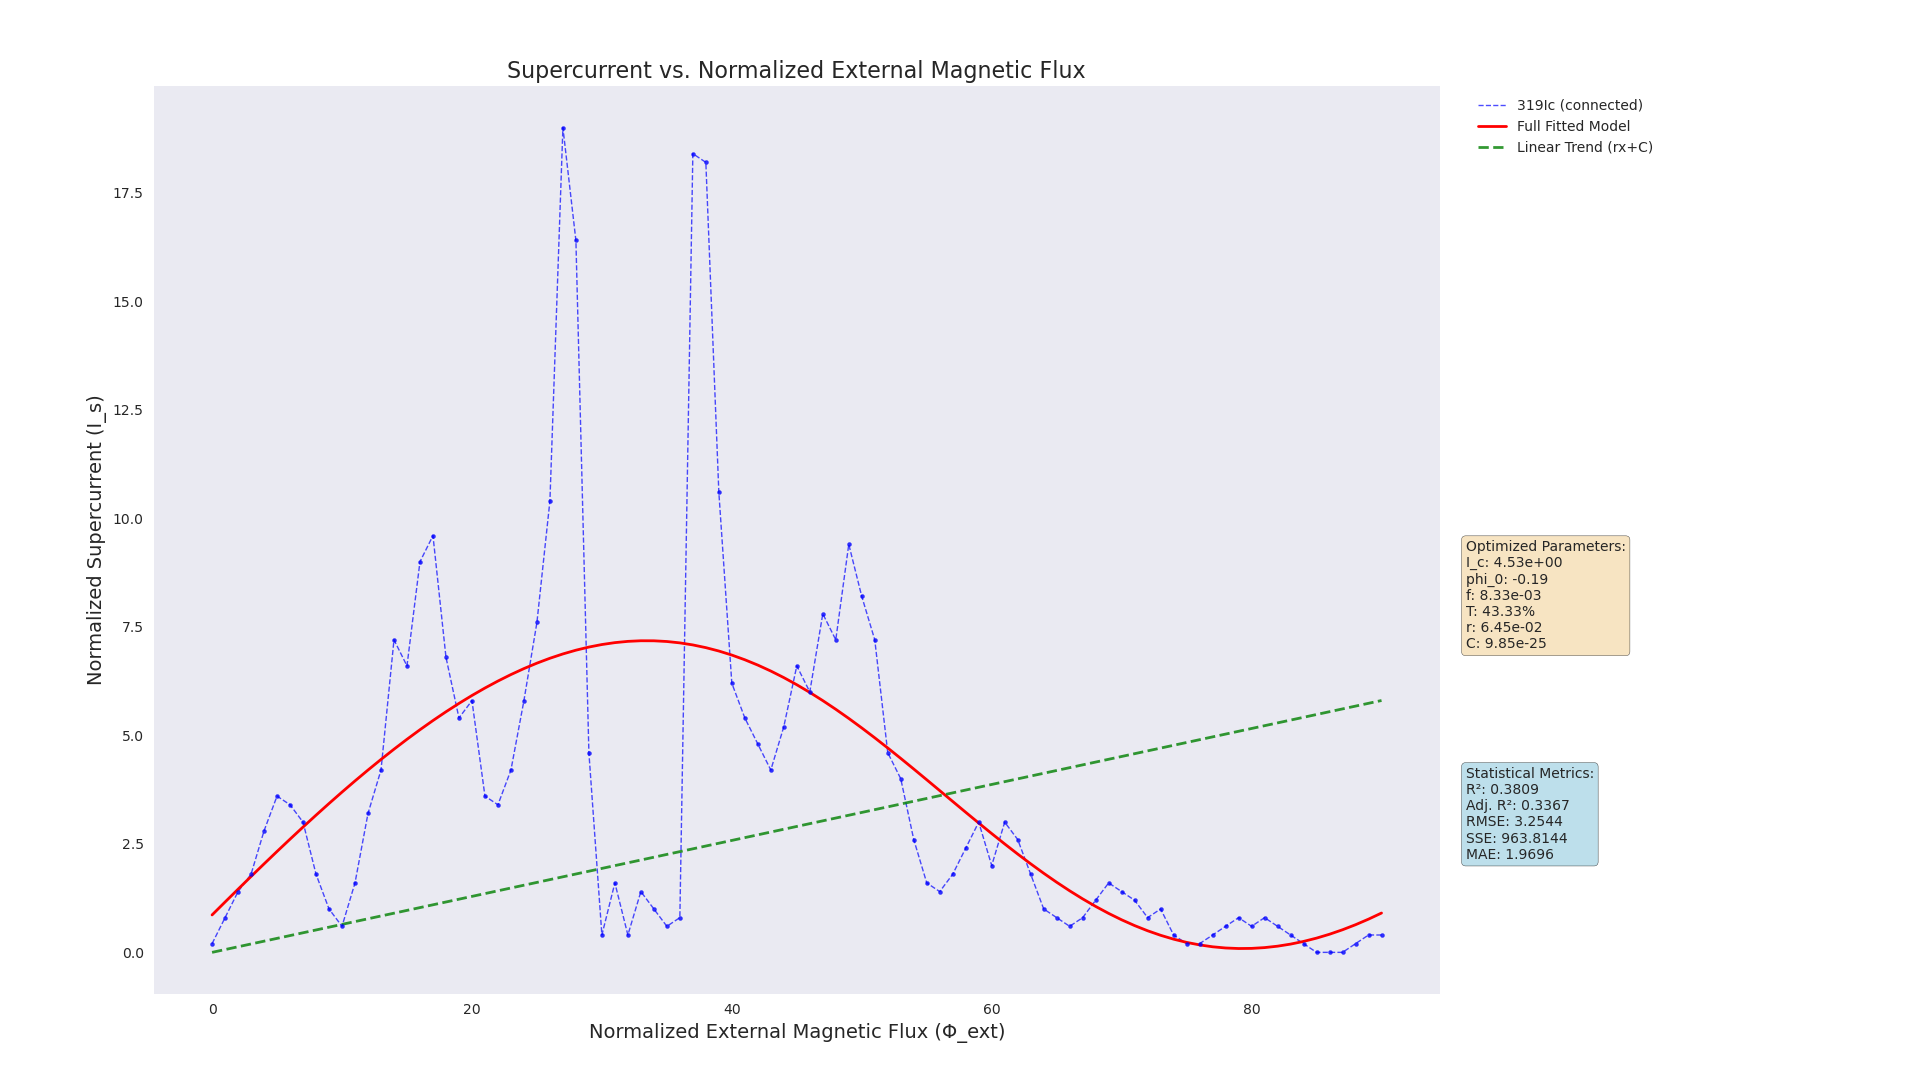 Supercurrent vs. Normalized External Magnetic Flux
319Ic (connected)
Full Fitted Model
Linear Trend (rx+C)
Normalized Supercurrent (I_s)
17.5
15.0
12.5
10.0
7.5
5.0
2.5
0.0
0
20
40
60
80
Normalized External Magnetic Flux (Φ_ext)
Optimized Parameters:
I_c: 4.53e+00
phi_0: -0.19
f: 8.33e-03
T: 43.33%
r: 6.45e-02
C: 9.85e-25
Statistical Metrics:
R²: 0.3809
Adj. R²: 0.3367
RMSE: 3.2544
SSE: 963.8144
MAE: 1.9696